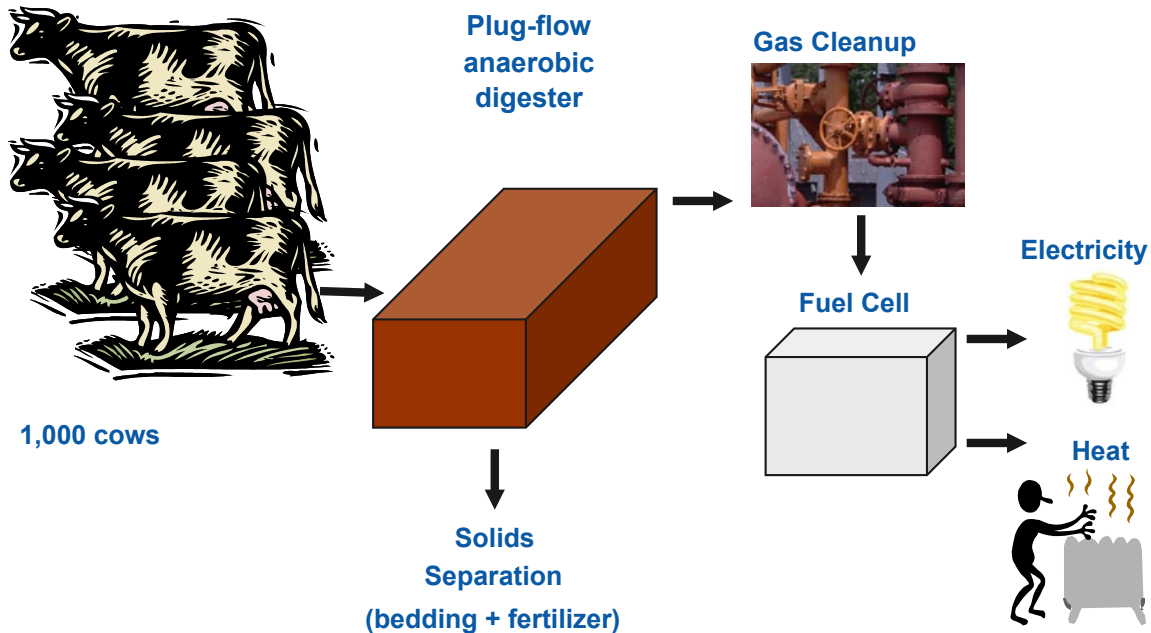 Plug-flow
anaerobic
digester
Gas Cleanup
Electricity
Fuel Cell
1,000 cows
Heat
Solids
Separation
(bedding + fertilizer)